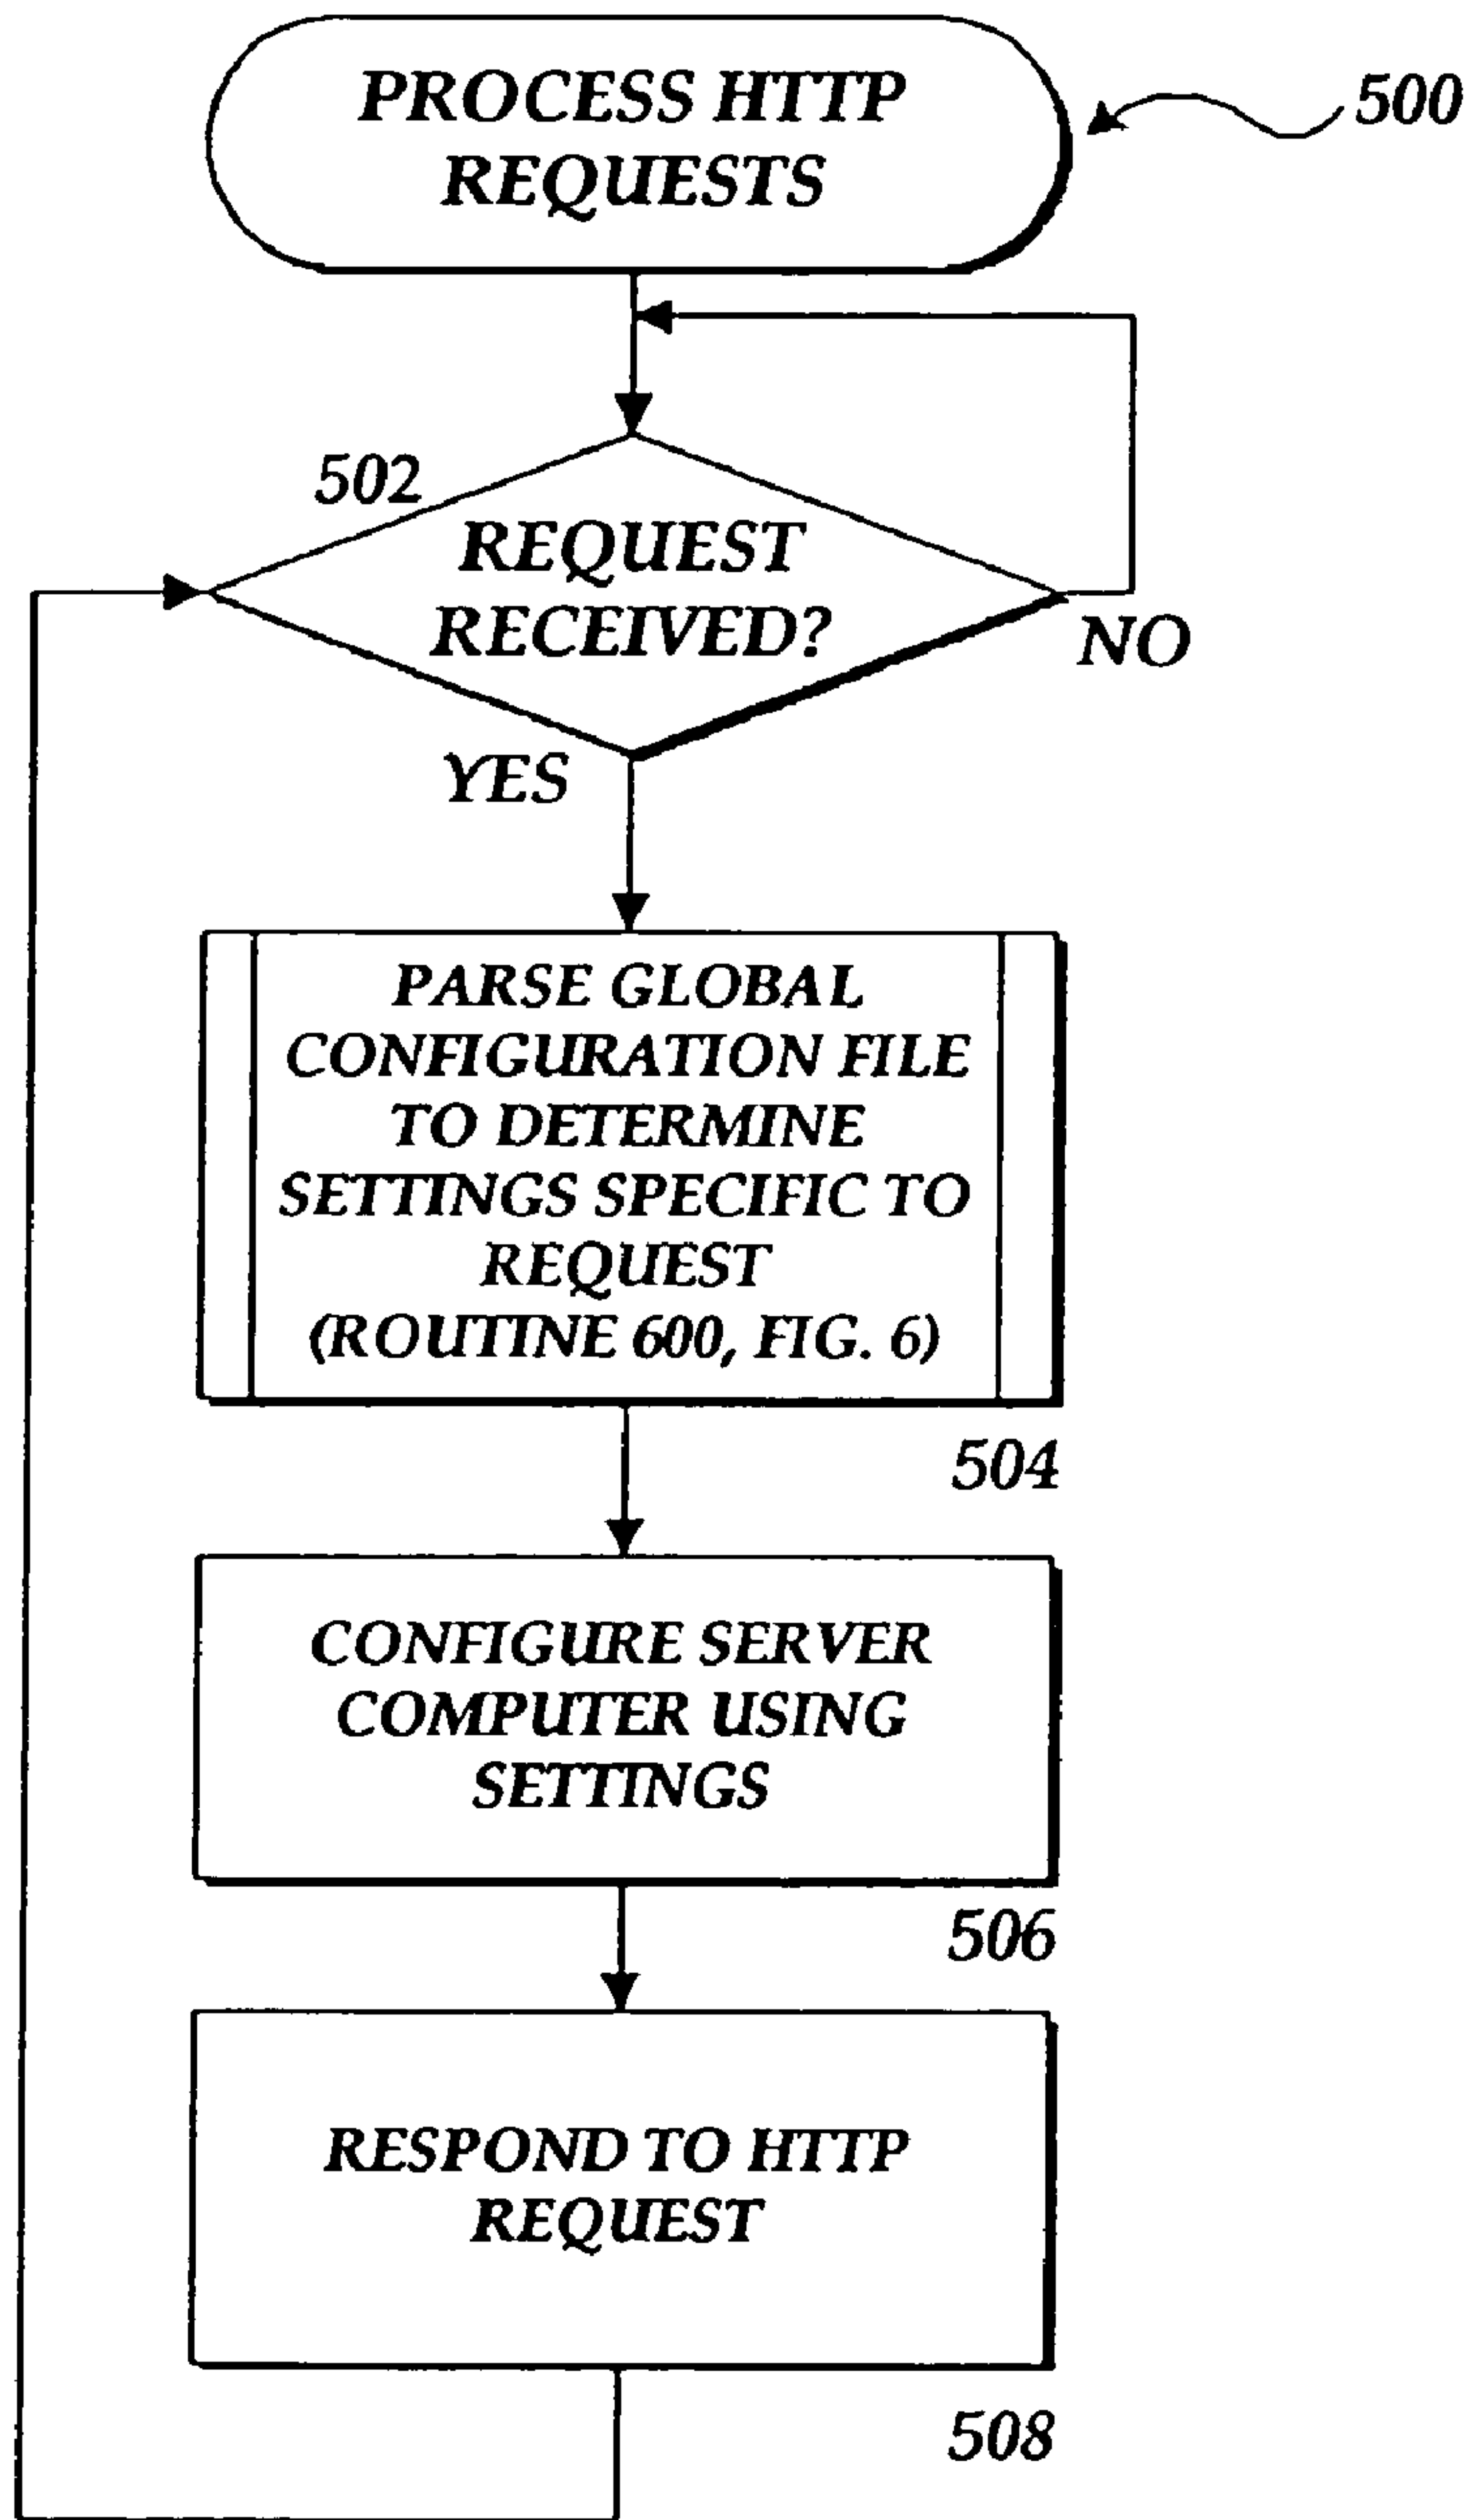 PROCESS HTTP
REQUESTS
500
502
REQUEST
RECEIVED?
NO
YES
PARSE GLOBAL
CONFIGURATION FILE
TO DETERMINE
SETTINGS SPECIFIC TO
REQUEST
(ROUTINE 600, FIG. 6)
504
CONFIGURE SERVER
COMPUTER USING
SETTINGS
506
RESPOND TO HTTP
REQUEST
508